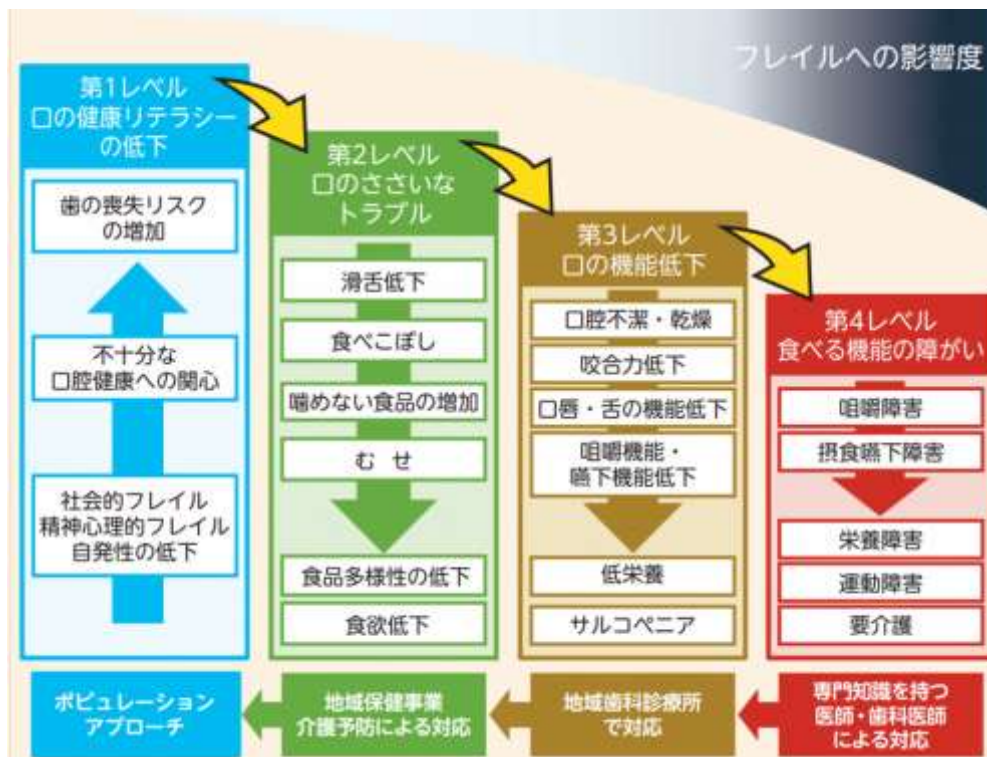 フレイルへの影響度
第1レベル
口の健康リテラシー
の低下
歯の喪失リスク
の増加
不十分な
口腔健康への関心
社会的フレイル
精神心理的フレイル
自発性の低下
ポピュレーション
アプローチ
第2レベル
口のささいな
トラブル
滑舌低下
食べこぼし
噛めない食品の増加
むせ
食品多様性の低下
食欲低下
地域保健事業
介護予防による対応
第3レベル
口の機能低下
口腔不潔・乾燥
咬合力低下
口唇・舌の機能低下
咀嚼機能・
嚥下機能低下
低栄養
サルコペニア
地域歯科診療所
で対応
第4レベル
食べる機能の障がい
咀嚼障害
摂食嚥下障害
栄養障害
運動障害
要介護
専門知識を持つ
医師・歯科医師
による対応